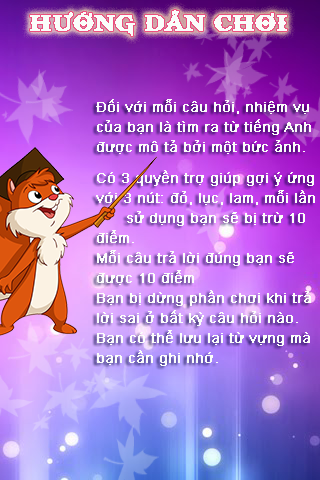 HƯỚNG DẪN CHƠI
Đối với mỗi câu hỏi, nhiệm vụ
của bạn là tìm ra từ tiếng Anh
được mô tả bởi một bức ảnh.
Có 3 quyền trợ giúp gợi ý ứng
với 3 nút: đỏ, lục, lam, mỗi lần
sử dụng bạn sẽ bị trừ 10
điểm.
Mỗi câu trả lời đúng bạn sẽ
được 10 điểm
Bạn bị dừng phần chơi khi trả
lời sai ở bất kỳ câu hỏi nào.
Bạn có thể lưu lại từ vựng mà
bạn cần ghi nhớ.